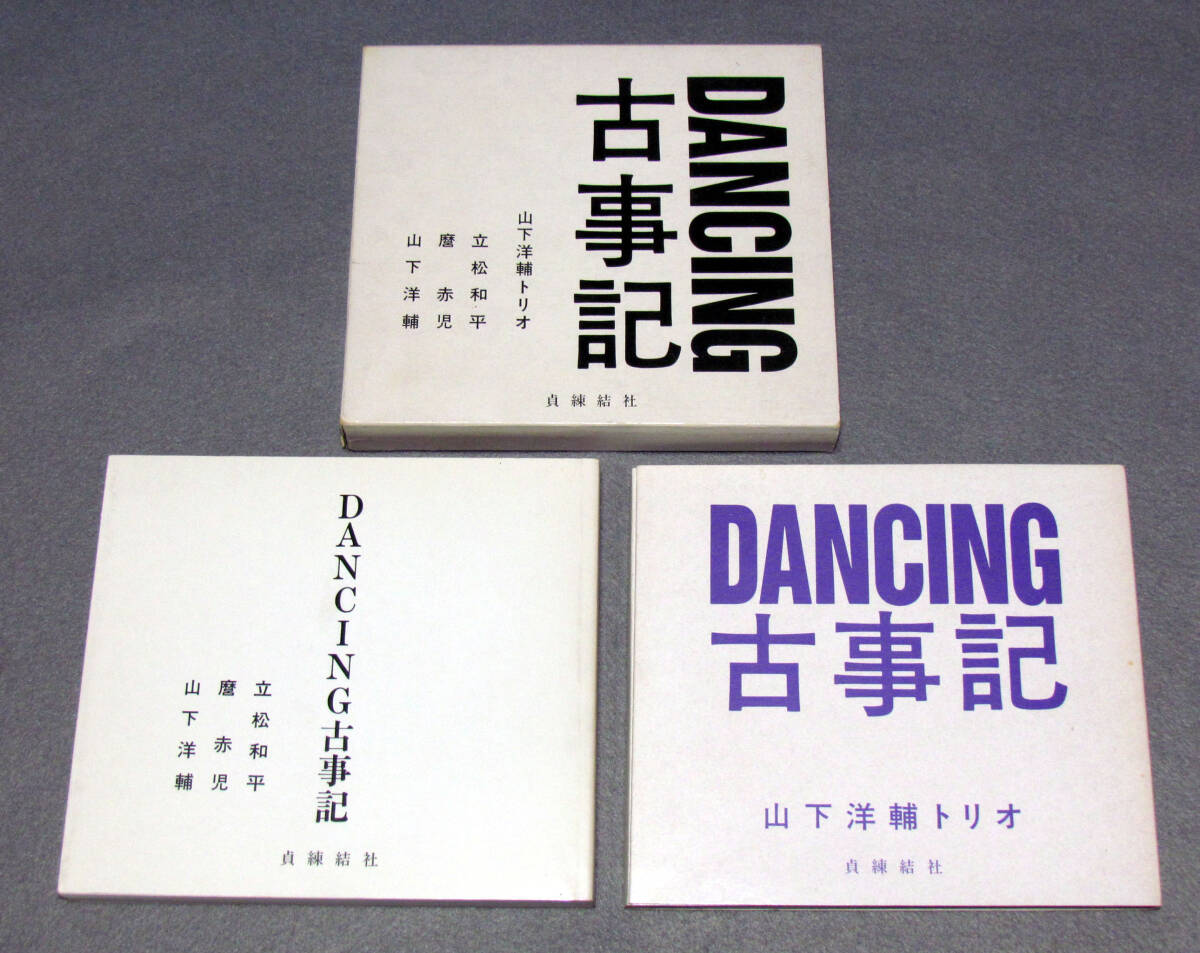 DANCING
古事記
山下洋輔トリオ
立松和平
麿赤児
山下洋輔
貞練結社
DANCING古事記
立松和平
麿赤児
山下洋輔
貞練結社
DANCING
古事記
山下洋輔トリオ
貞練結社